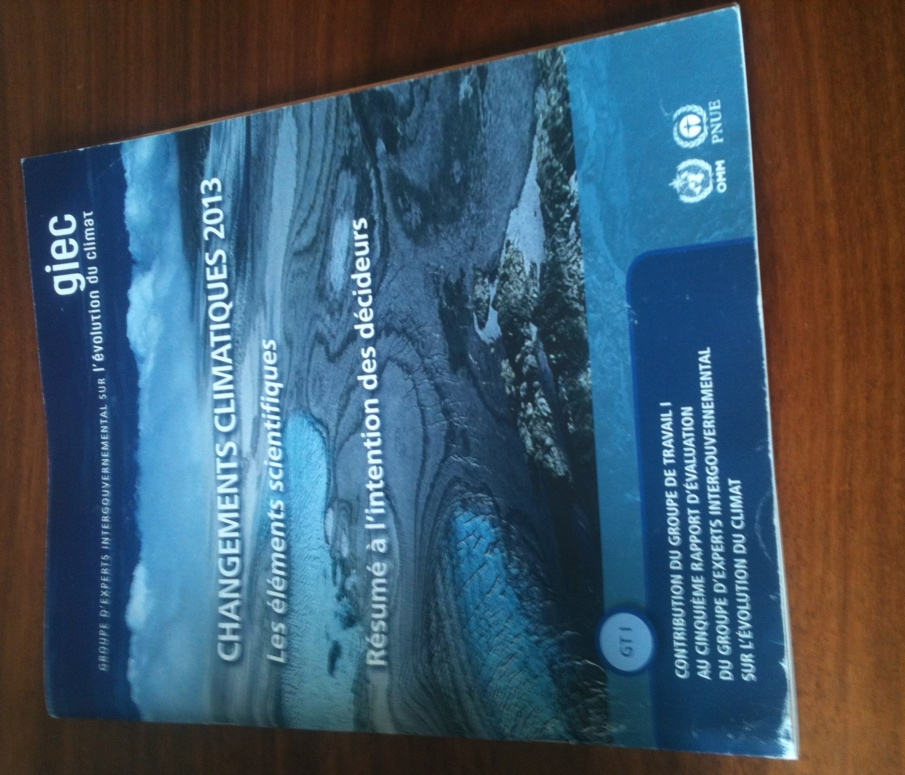 giec
GROUPE D'EXPERTS INTERGOUVERNEMENTAL SUR l'évolution du climat
CHANGEMENTS CLIMATIQUES 2013
Les éléments scientifiques
Résumé à l'intention des décideurs
GT I
CONTRIBUTION DU GROUPE DE TRAVAIL I
AU CINQUIÈME RAPPORT D'ÉVALUATION
DU GROUPE D'EXPERTS INTERGOUVERNEMENTAL
SUR L'ÉVOLUTION DU CLIMAT
OMM PNUE